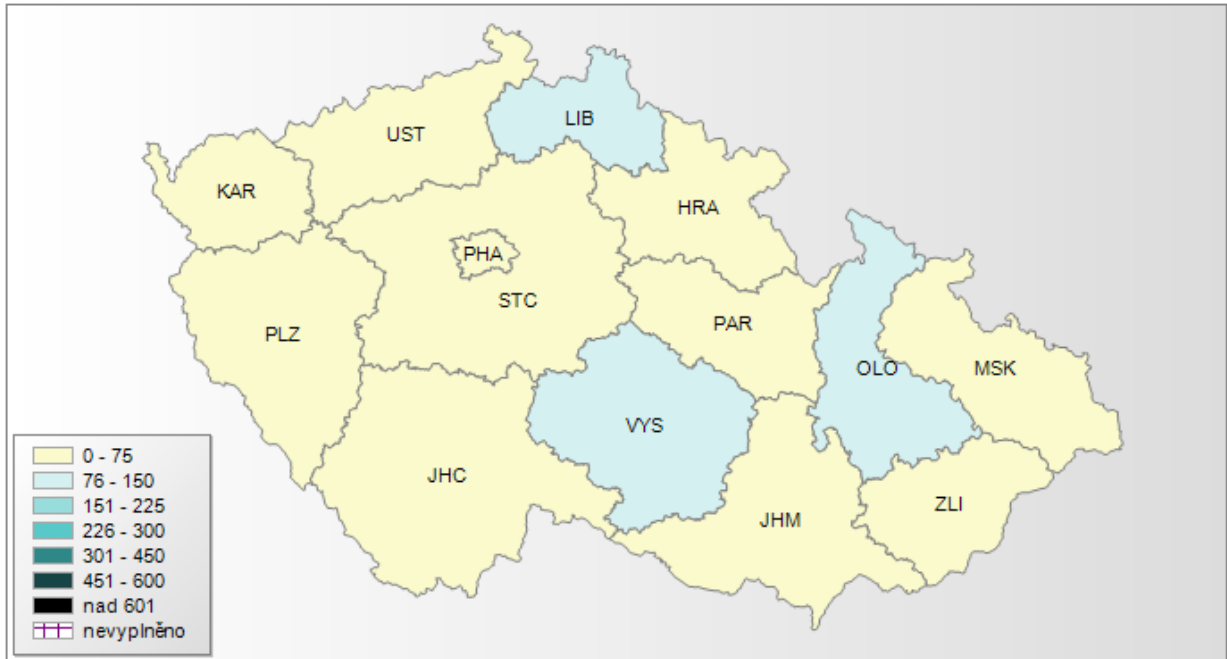 LIB
UST
KAR
HRA
PHA
STC
PAR
PLZ
OLO
MSK
VYS
JHC
ZLI
JHM
0 - 75
76 - 150
151 - 225
226 - 300
301 - 450
451 - 600
nad 601
nevyplněno